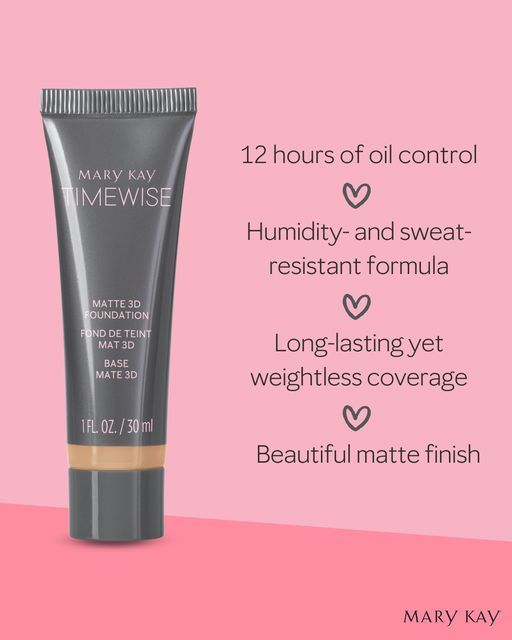 MARY KAY
TIMEWISE
MATTE 3D
FOUNDATION
FOND DE TEINT
MAT 3D
BASE
MATE 3D
1 FL. OZ. / 30 ml
12 hours of oil control
Humidity- and sweat-
resistant formula
Long-lasting yet
weightless coverage
Beautiful matte finish
MARY KAY